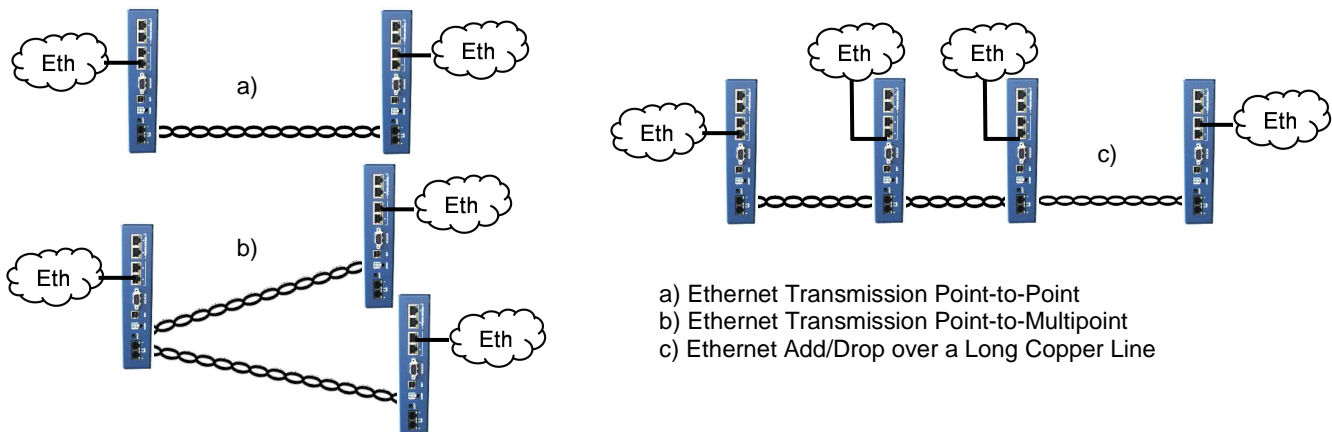 Eth
Eth
a)
Eth
Eth
Eth
b)
Eth
Eth
Eth
Eth
c)
Eth
a) Ethernet Transmission Point-to-Point
b) Ethernet Transmission Point-to-Multipoint
c) Ethernet Add/Drop over a Long Copper Line